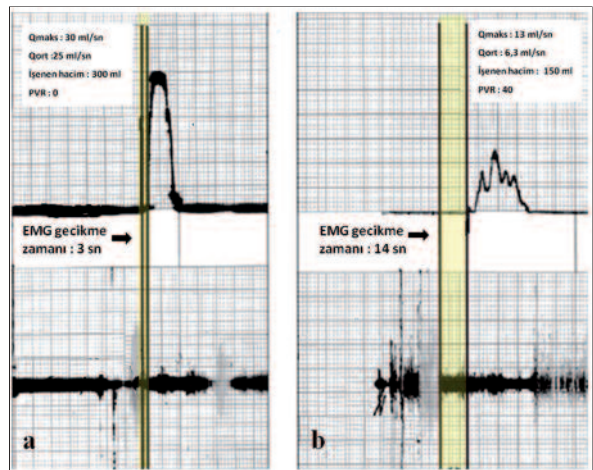 Qmaks : 30 ml/sn
Qort :25 ml/sn
İşenen hacim : 300 ml
PVR : 0
EMG gecikme
zamanı : 3 sn
a
Qmaks : 13 ml/sn
Qort : 6,3 ml/sn
İşenen hacim : 150 ml
PVR : 40
EMG gecikme
zamanı : 14 sn
b